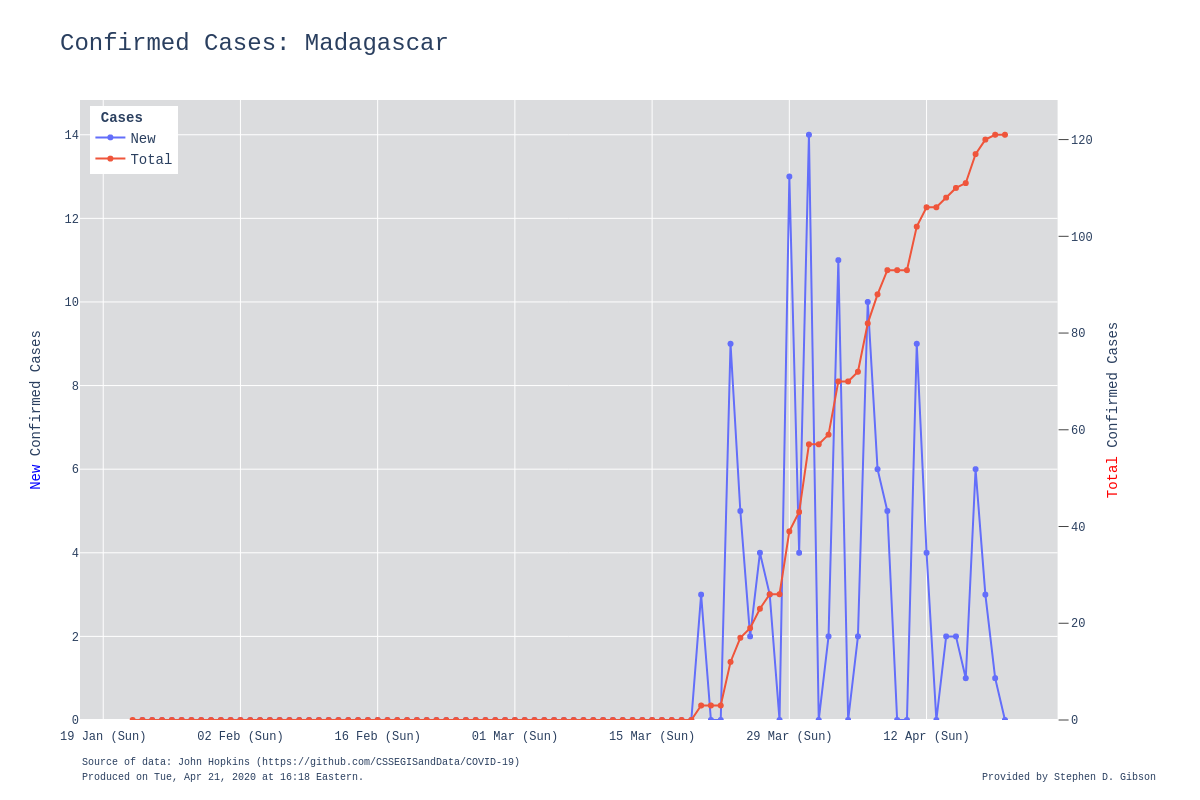 Confirmed Cases: Madagascar
Cases
New
Total
14
12
10
8
6
4
2
0
120
100
80
60
40
20
0
New Confirmed Cases
Total Confirmed Cases
19 Jan (Sun)
02 Feb (Sun)
16 Feb (Sun)
01 Mar (Sun)
15 Mar (Sun)
29 Mar (Sun)
12 Apr (Sun)
Source of data: John Hopkins (https://github.com/CSSEGISandData/COVID-19)
Produced on Tue, Apr 21, 2020 at 16:18 Eastern.
Provided by Stephen D. Gibson